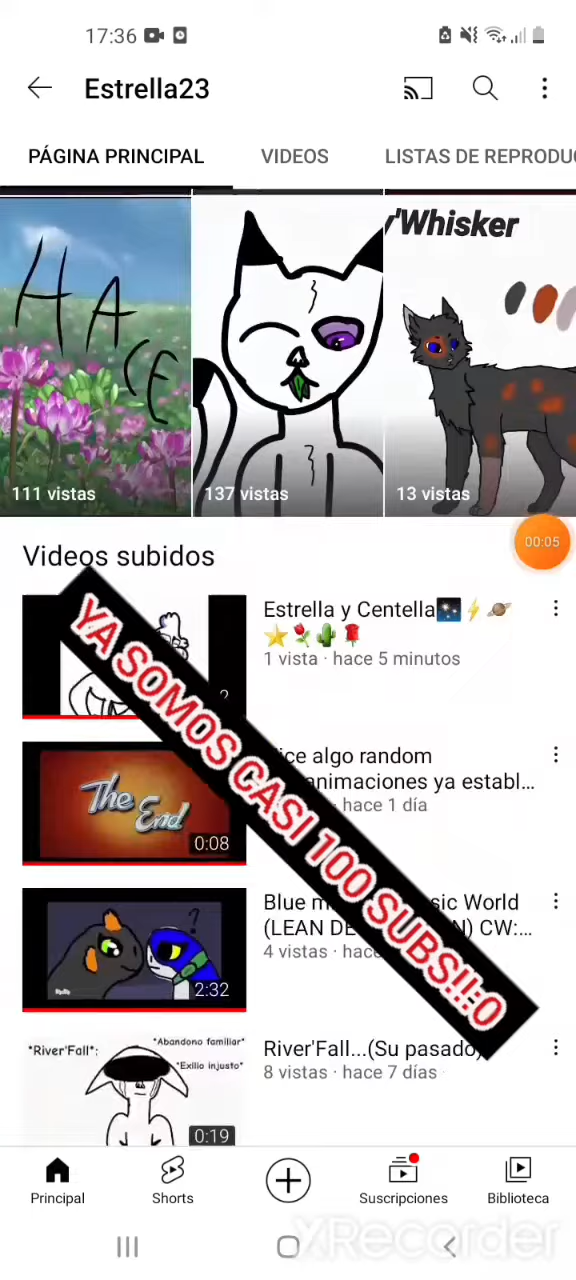 17:36
Estrella23
PÁGINA PRINCIPAL
VIDEOS
LISTAS DE REPRODU
HACE
'Whisker
111 vistas
137 vistas
13 vistas
00:05
Videos subidos
Estrella y Centella
1 vista · hace 5 minutos
ice algo random
animaciones ya establ...
hace 1 día
The End
0:08
YA SOMOS CASI 100 SUBS!!!:O
Blue m
sic World
(LEAN DE
N) CW:...
4 vistas · hace
?
2:32
River'Fall...(Su pasado)
8 vistas · hace 7 días
*River'Fall*:
*Abandono familiar*
*Exilio injusto*
0:19
Principal
Shorts
Suscripciones
Biblioteca
XRecorder